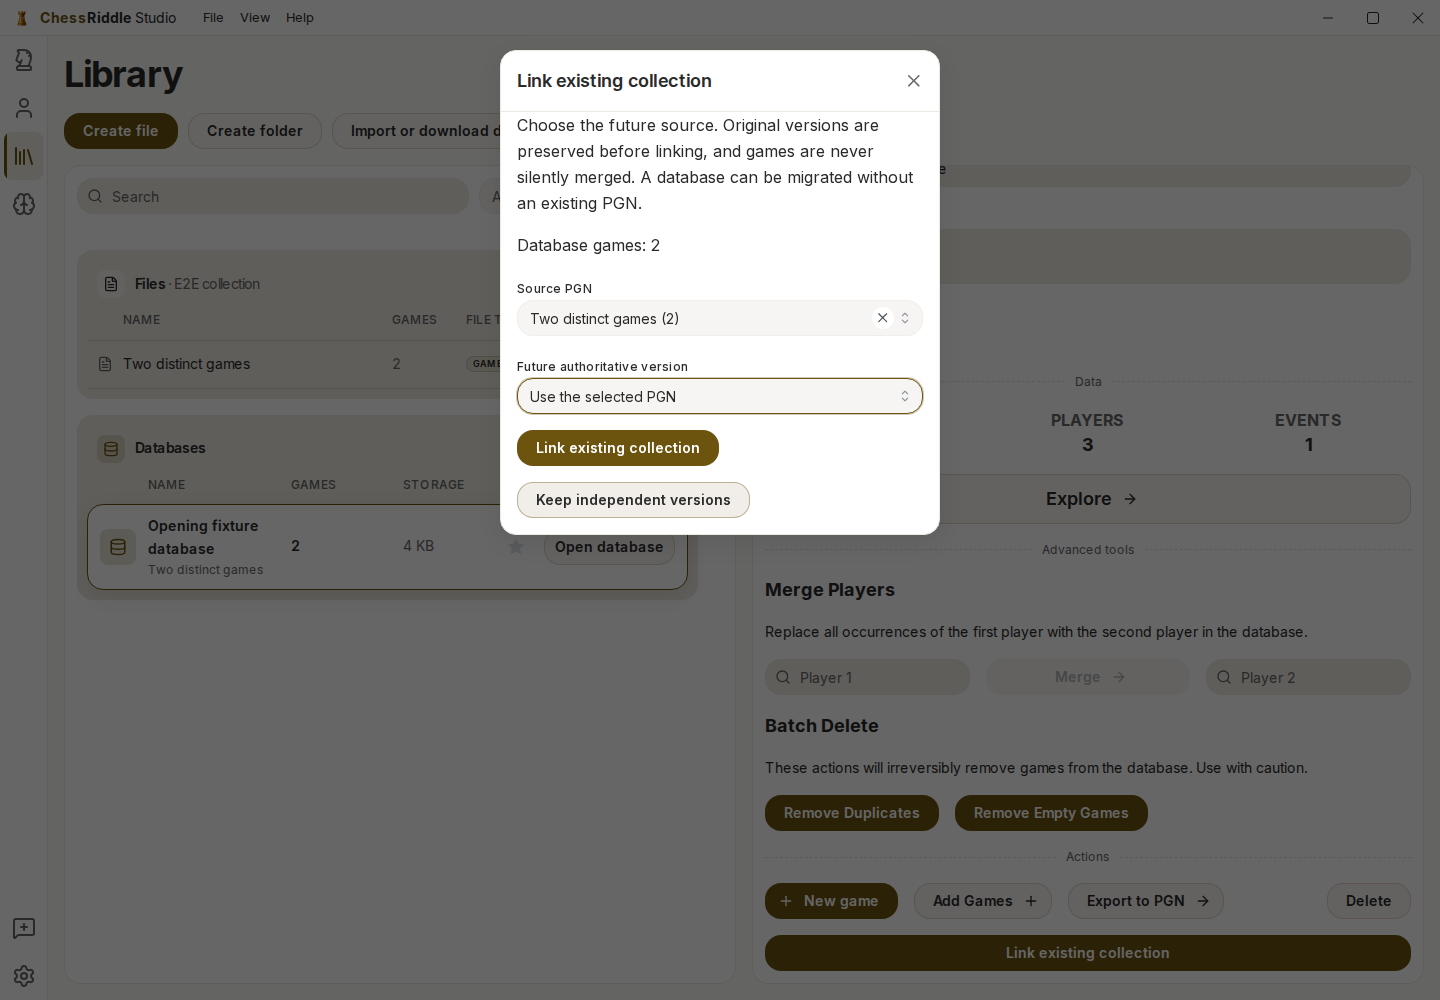 ChessRiddle Studio File View Help
Library
Create file Create folder Import or download d
Search
Files · E2E collection
NAME GAMES FILE T
Two distinct games 2 GAME
Databases
NAME GAMES STORAGE
Opening fixture
database
Two distinct games
2 4 KB Open database
Link existing collection
Choose the future source. Original versions are
preserved before linking, and games are never
silently merged. A database can be migrated without
an existing PGN.
Database games: 2
Source PGN
Two distinct games (2)
Future authoritative version
Use the selected PGN
Link existing collection
Keep independent versions
Data
PLAYERS EVENTS
3 1
Explore
Advanced tools
Merge Players
Replace all occurrences of the first player with the second player in the database.
Player 1 Merge Player 2
Batch Delete
These actions will irreversibly remove games from the database. Use with caution.
Remove Duplicates Remove Empty Games
Actions
New game Add Games Export to PGN Delete
Link existing collection